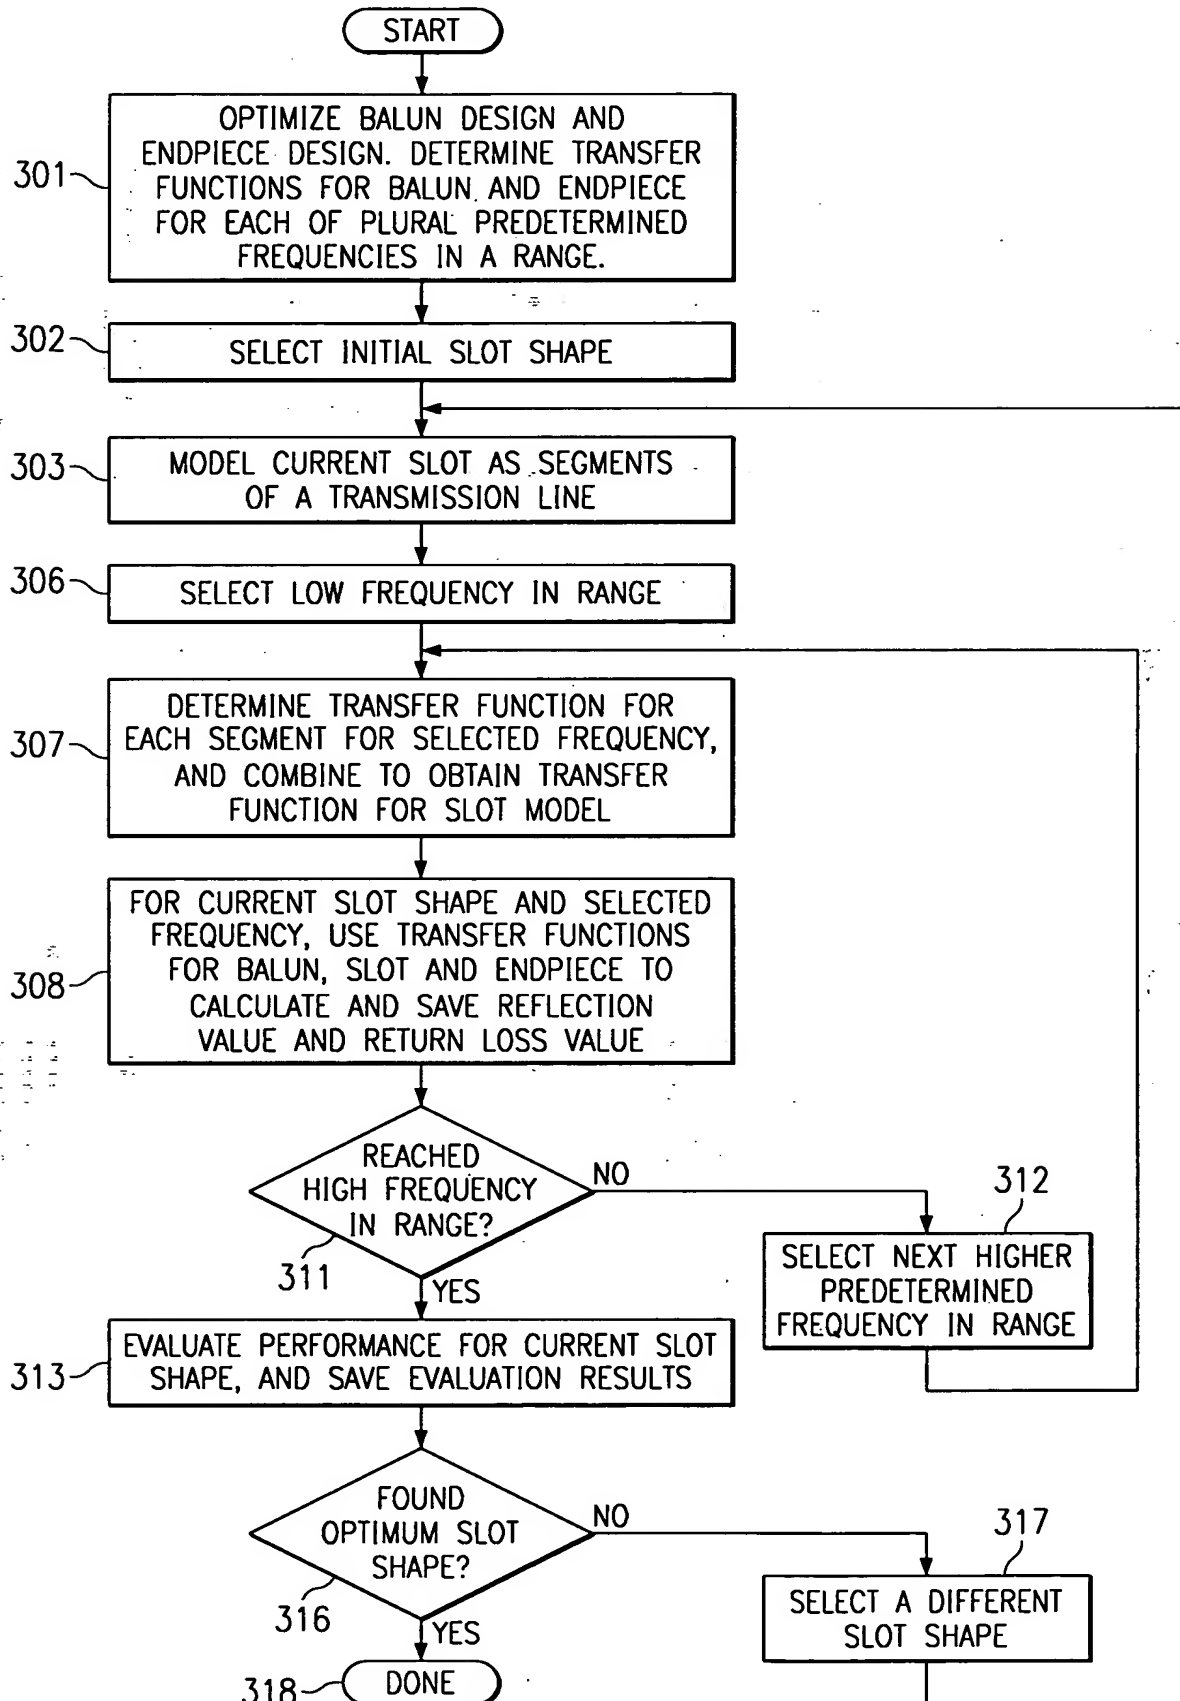 START
301
OPTIMIZE BALUN DESIGN AND
ENDPIECE DESIGN. DETERMINE TRANSFER
FUNCTIONS FOR BALUN AND ENDPIECE
FOR EACH OF PLURAL PREDETERMINED
FREQUENCIES IN A RANGE.
302
SELECT INITIAL SLOT SHAPE
303
MODEL CURRENT SLOT AS SEGMENTS
OF A TRANSMISSION LINE
306
SELECT LOW FREQUENCY IN RANGE
307
DETERMINE TRANSFER FUNCTION FOR
EACH SEGMENT FOR SELECTED FREQUENCY,
AND COMBINE TO OBTAIN TRANSFER
FUNCTION FOR SLOT MODEL
308
FOR CURRENT SLOT SHAPE AND SELECTED
FREQUENCY, USE TRANSFER FUNCTIONS
FOR BALUN, SLOT AND ENDPIECE TO
CALCULATE AND SAVE REFLECTION
VALUE AND RETURN LOSS VALUE
REACHED
HIGH FREQUENCY
IN RANGE?
311
NO
YES
312
SELECT NEXT HIGHER
PREDETERMINED
FREQUENCY IN RANGE
313
EVALUATE PERFORMANCE FOR CURRENT SLOT
SHAPE, AND SAVE EVALUATION RESULTS
FOUND
OPTIMUM SLOT
SHAPE?
316
NO
YES
317
SELECT A DIFFERENT
SLOT SHAPE
318
DONE